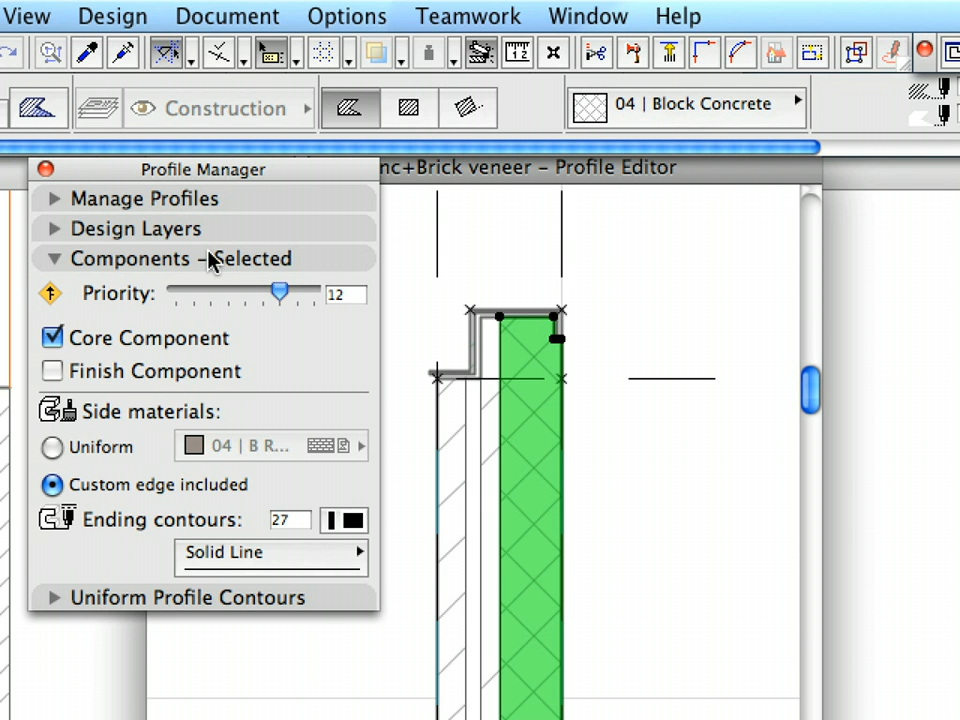 View Design Document Options Teamwork Window Help
1 2
Construction
04 | Block Concrete
Profile Manager
nc+Brick veneer – Profile Editor
Manage Profiles
Design Layers
Components – Selected
Priority: 12
Core Component
Finish Component
Side materials:
Uniform 04 | B R...
Custom edge included
Ending contours: 27
Solid Line
Uniform Profile Contours